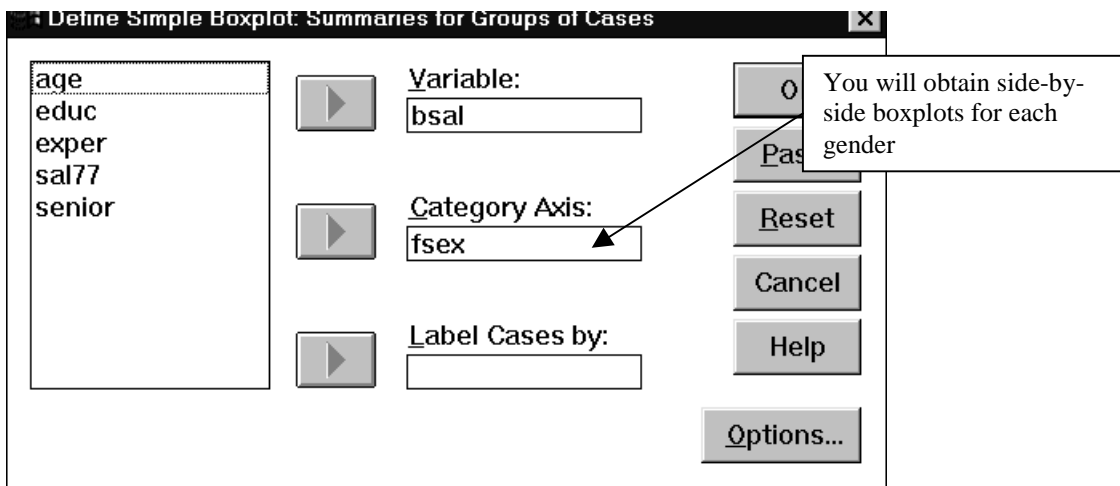 Define Simple Boxplot: Summaries for Groups of Cases
age
educ
exper
sal77
senior
Variable:
bsal
Category Axis:
fsex
Label Cases by:
O
Pas
Reset
Cancel
Help
Options...
You will obtain side-by-
side boxplots for each
gender